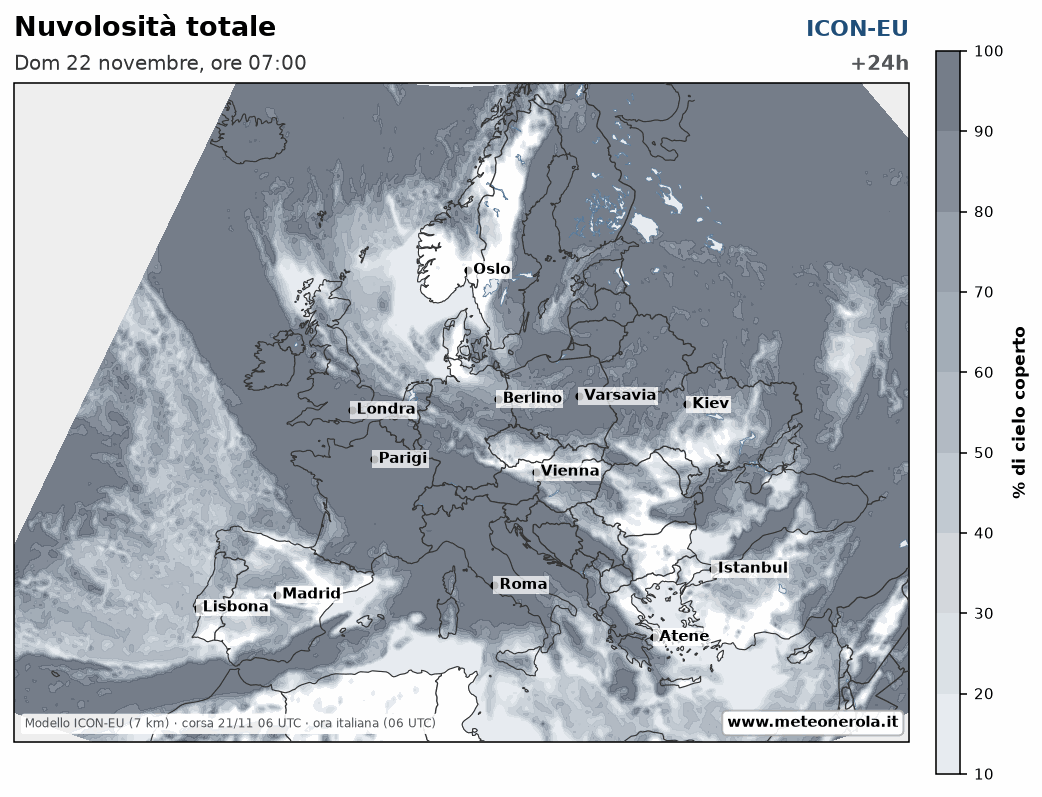 Nuvolosità totale
ICON-EU
Dom 22 novembre, ore 07:00
+24h
100
90
80
70
60
50
40
30
20
10
% di cielo coperto
Oslo
Berlino
Varsavia
Kiev
Londra
Parigi
Vienna
Istanbul
Roma
Madrid
Lisbona
Atene
Modello ICON-EU (7 km) · corsa 21/11 06 UTC · ora italiana (06 UTC)
www.meteonerola.it